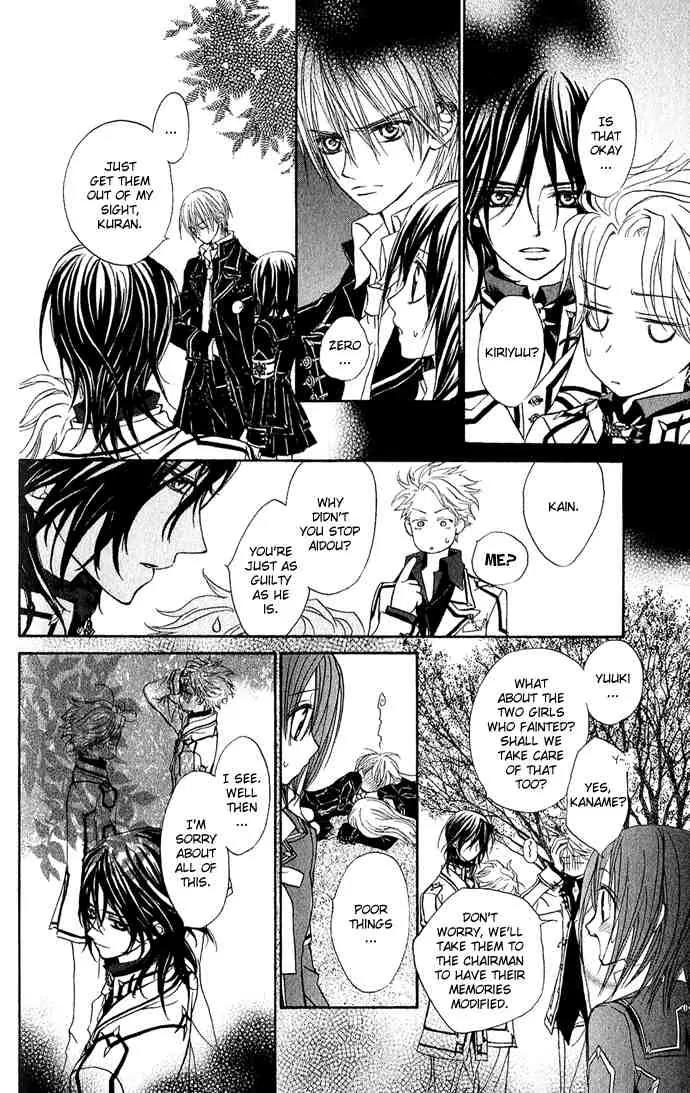 IS
THAT
OKAY
...
KIRIYUU?
ZERO
...
...
JUST
GET THEM
OUT OF MY
SIGHT,
KURAN.
KAIN.
ME?
WHY
DIDN'T
YOU STOP
AIDOU?
YOU'RE
JUST AS
GUILTY
AS HE
IS.
YUUKI
...
YES,
KANAME?
WHAT
ABOUT THE
TWO GIRLS
WHO FAINTED?
SHALL WE
TAKE CARE
OF THAT
TOO?
DON'T
WORRY, WE'LL
TAKE THEM TO
THE CHAIRMAN
TO HAVE THEIR
MEMORIES
MODIFIED.
POOR
THINGS
...
I SEE.
WELL
THEN
...
I'M
SORRY
ABOUT
ALL OF
THIS.